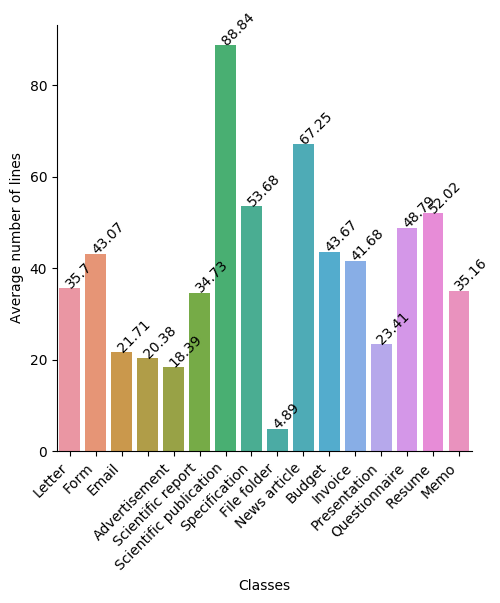 88.84
67.25
53.68
48.79
52.02
43.07
43.67
41.68
35.7
34.73
35.16
21.71
20.38
18.39
23.41
4.89
80
60
40
20
0
Average number of lines
Letter
Form
Email
Advertisement
Scientific report
Scientific publication
Specification
File folder
News article
Budget
Invoice
Presentation
Questionnaire
Resume
Memo
Classes